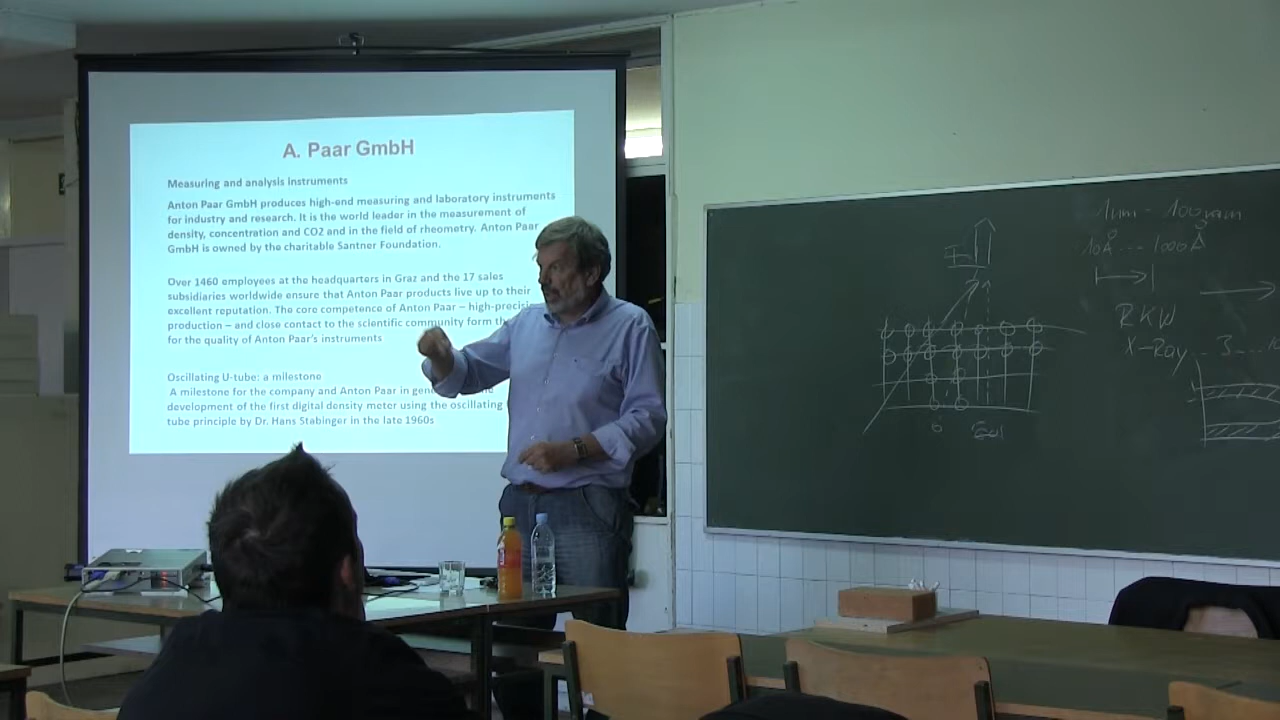 A. Paar GmbH
Measuring and analysis instruments
Anton Paar GmbH produces high-end measuring and laboratory instruments
for industry and research. It is the world leader in the measurement of
density, concentration and CO2 and in the field of rheometry. Anton Paar
GmbH is owned by the charitable Santner Foundation.
Over 1460 employees at the headquarters in Graz and the 17 sales
subsidiaries worldwide ensure that Anton Paar products live up to their
excellent reputation. The core competence of Anton Paar – high-precisi
production – and close contact to the scientific community form th
for the quality of Anton Paar's instruments
Oscillating U-tube: a milestone
A milestone for the company and Anton Paar in gen
development of the first digital density meter using the oscillating
tube principle by Dr. Hans Stabinger in the late 1960s
10Å ... 1000Å
RKW
X-Ray .. 3